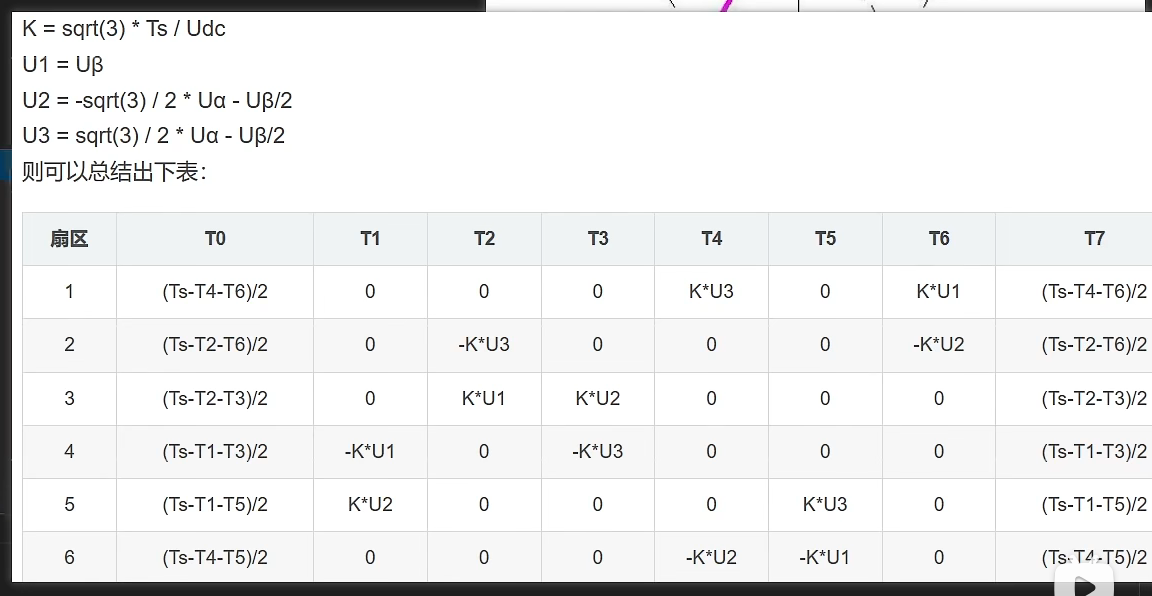 K = sqrt(3) * Ts / Udc
U1 = Uβ
U2 = -sqrt(3) / 2 * Uα - Uβ/2
U3 = sqrt(3) / 2 * Uα - Uβ/2
则可以总结出下表：
扇区 T0 T1 T2 T3 T4 T5 T6 T7
1 (Ts-T4-T6)/2 0 0 0 K*U3 0 K*U1 (Ts-T4-T6)/2
2 (Ts-T2-T6)/2 0 -K*U3 0 0 0 -K*U2 (Ts-T2-T6)/2
3 (Ts-T2-T3)/2 0 K*U1 K*U2 0 0 0 (Ts-T2-T3)/2
4 (Ts-T1-T3)/2 -K*U1 0 -K*U3 0 0 0 (Ts-T1-T3)/2
5 (Ts-T1-T5)/2 K*U2 0 0 0 K*U3 0 (Ts-T1-T5)/2
6 (Ts-T4-T5)/2 0 0 0 -K*U2 -K*U1 0 (Ts-T4-T5)/2